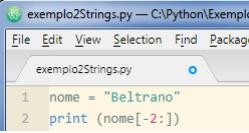 exemplo2Strings.py — C:\Python\Exempl
File Edit View Selection Find Packag
exemplo2Strings.py
1 nome = "Beltrano"
2 print (nome[-2:])